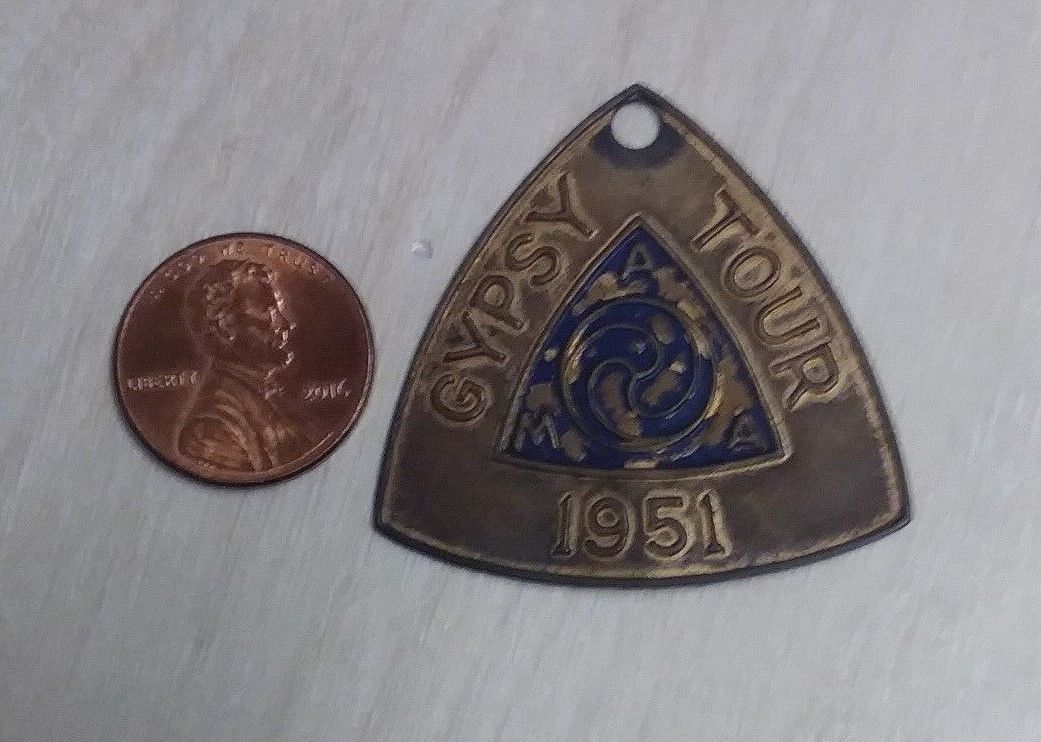 IN GOD WE TRUST
LIBERTY
2016
GYPSY TOUR
A
M A
1951